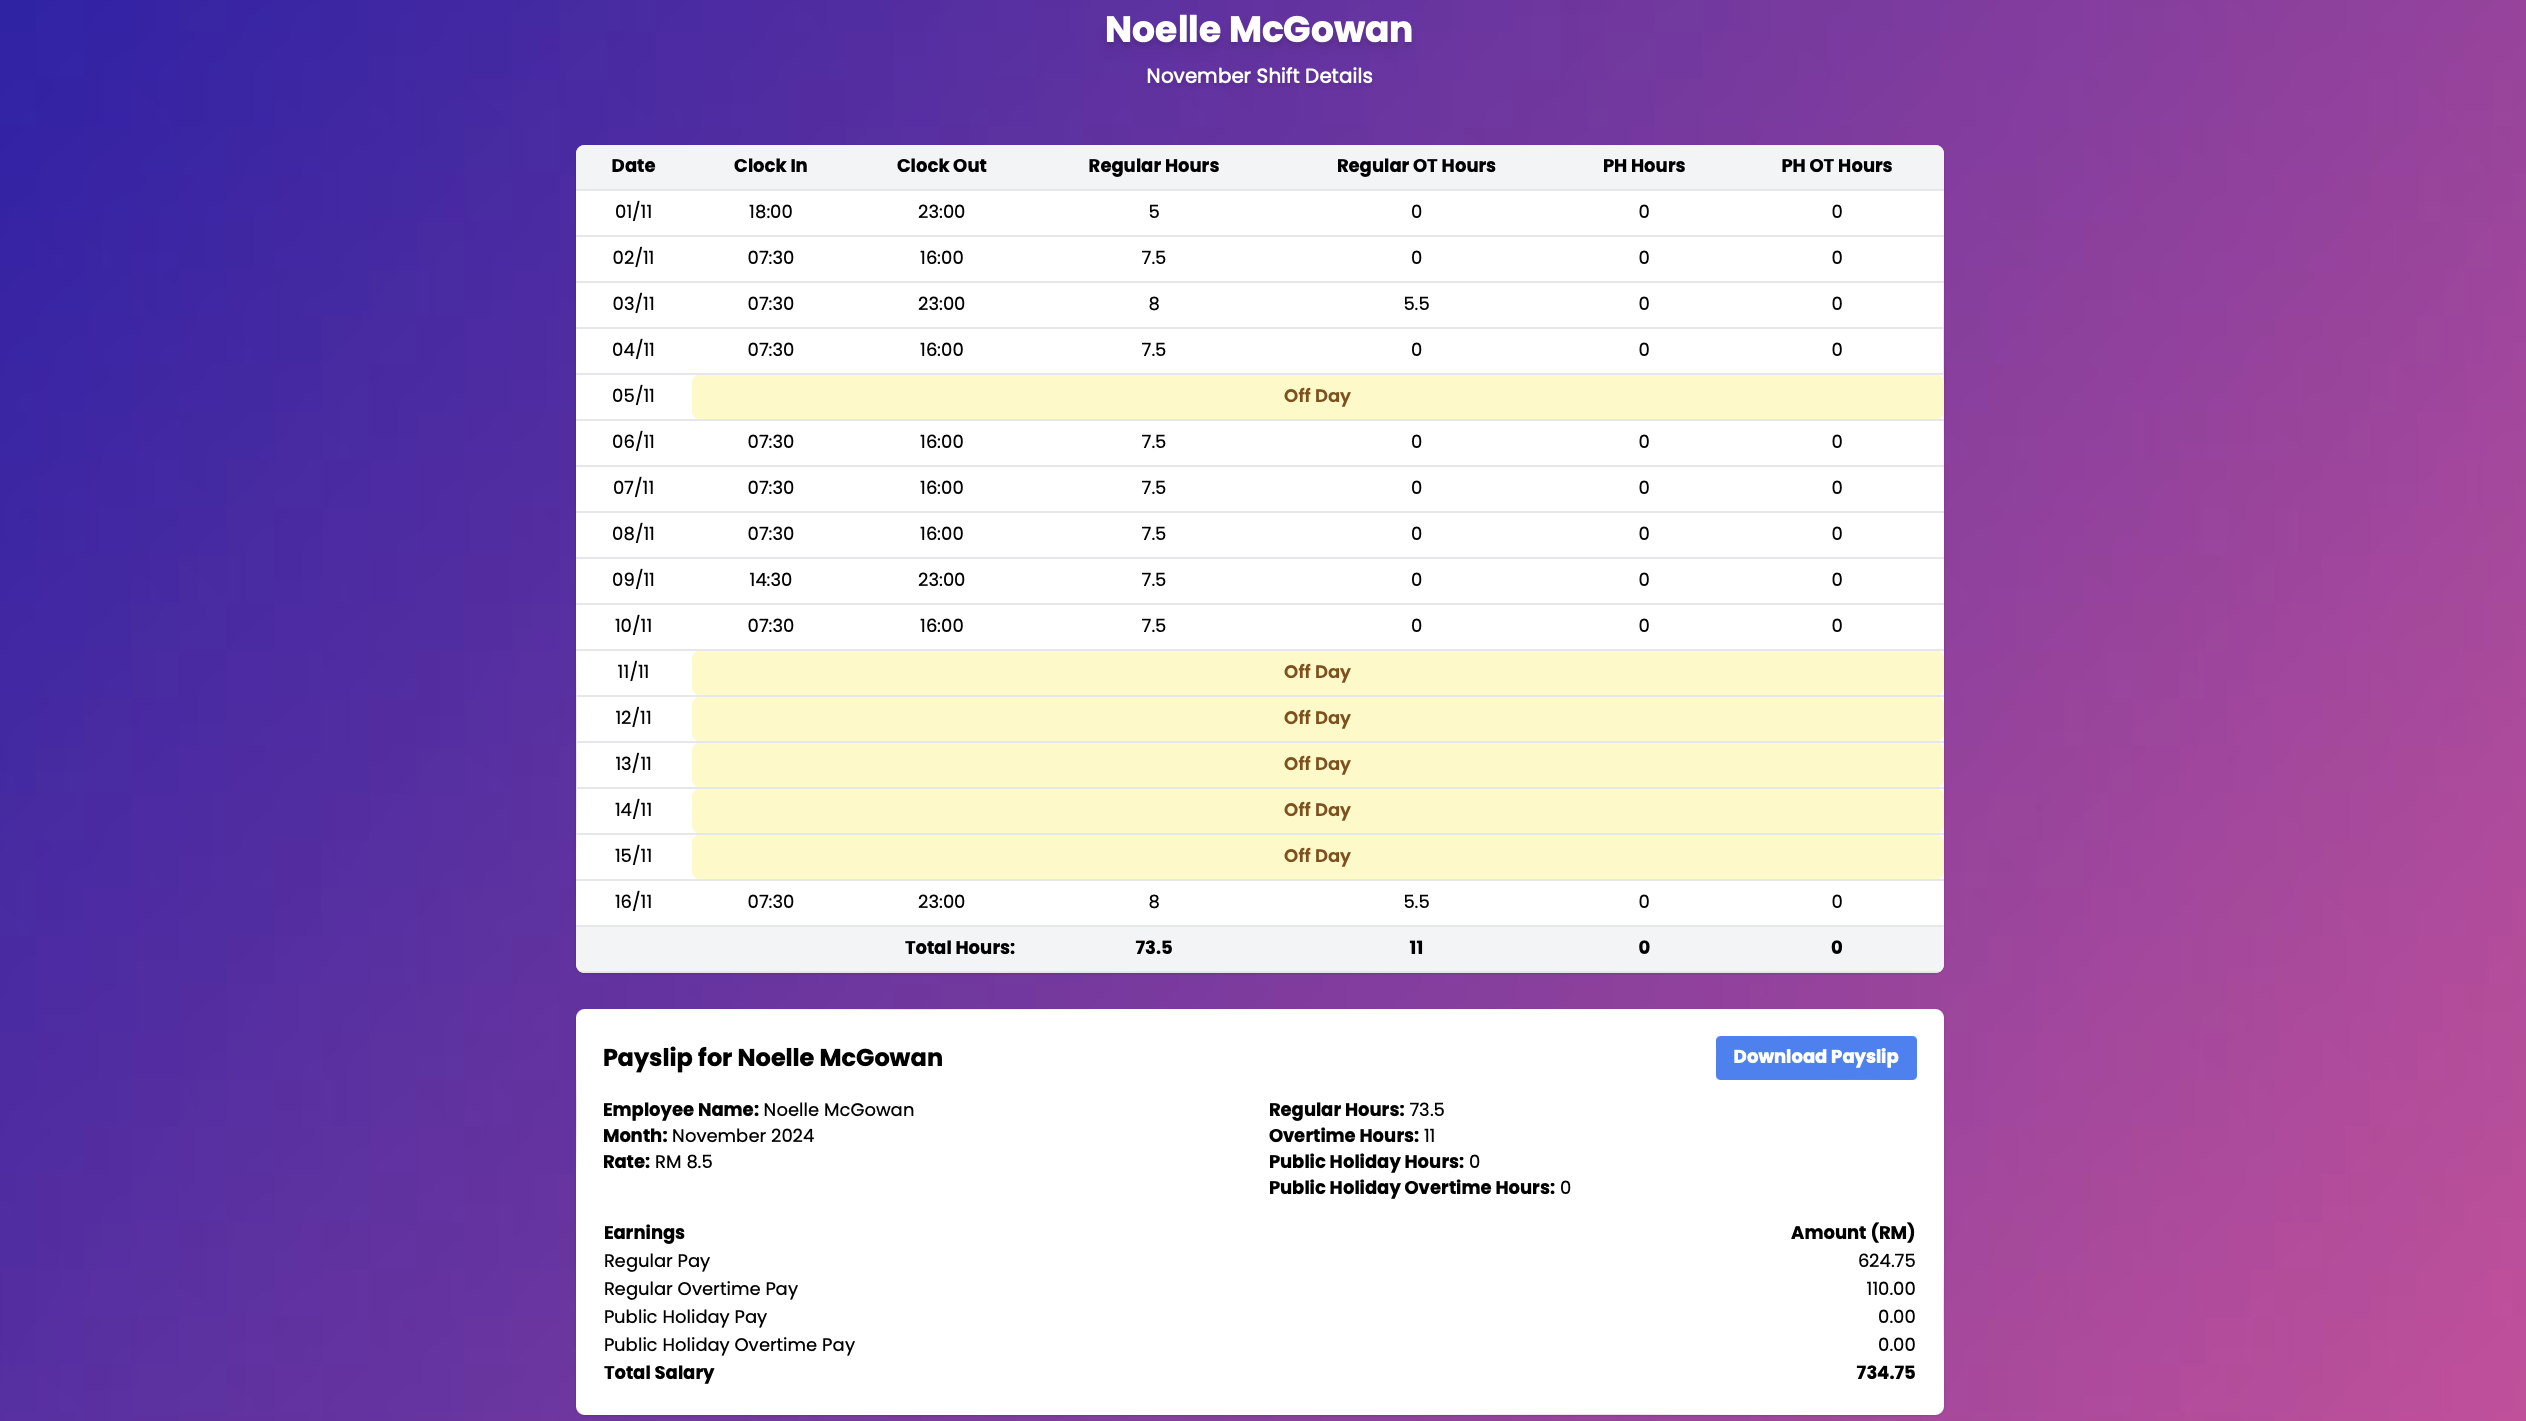 Noelle McGowan
November Shift Details
Date Clock In Clock Out Regular Hours Regular OT Hours PH Hours PH OT Hours
01/11 18:00 23:00 5 0 0 0
02/11 07:30 16:00 7.5 0 0 0
03/11 07:30 23:00 8 5.5 0 0
04/11 07:30 16:00 7.5 0 0 0
05/11 Off Day
06/11 07:30 16:00 7.5 0 0 0
07/11 07:30 16:00 7.5 0 0 0
08/11 07:30 16:00 7.5 0 0 0
09/11 14:30 23:00 7.5 0 0 0
10/11 07:30 16:00 7.5 0 0 0
11/11 Off Day
12/11 Off Day
13/11 Off Day
14/11 Off Day
15/11 Off Day
16/11 07:30 23:00 8 5.5 0 0
Total Hours: 73.5 11 0 0
Payslip for Noelle McGowan
Download Payslip
Employee Name: Noelle McGowan
Month: November 2024
Rate: RM 8.5
Regular Hours: 73.5
Overtime Hours: 11
Public Holiday Hours: 0
Public Holiday Overtime Hours: 0
Earnings Amount (RM)
Regular Pay 624.75
Regular Overtime Pay 110.00
Public Holiday Pay 0.00
Public Holiday Overtime Pay 0.00
Total Salary 734.75